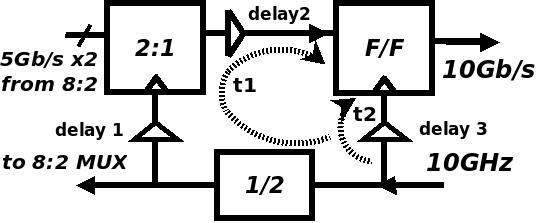 delay2
2:1
F/F
5Gb/s x2
from 8:2
10Gb/s
t1
t2
delay 1
delay 3
to 8:2 MUX
10GHz
1/2